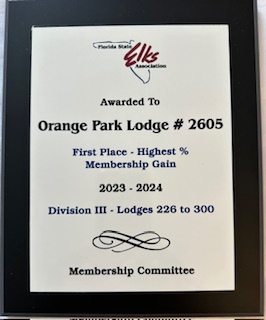 Florida State
Elks
Association
Awarded To
Orange Park Lodge # 2605
First Place - Highest %
Membership Gain
2023 - 2024
Division III - Lodges 226 to 300
Membership Committee